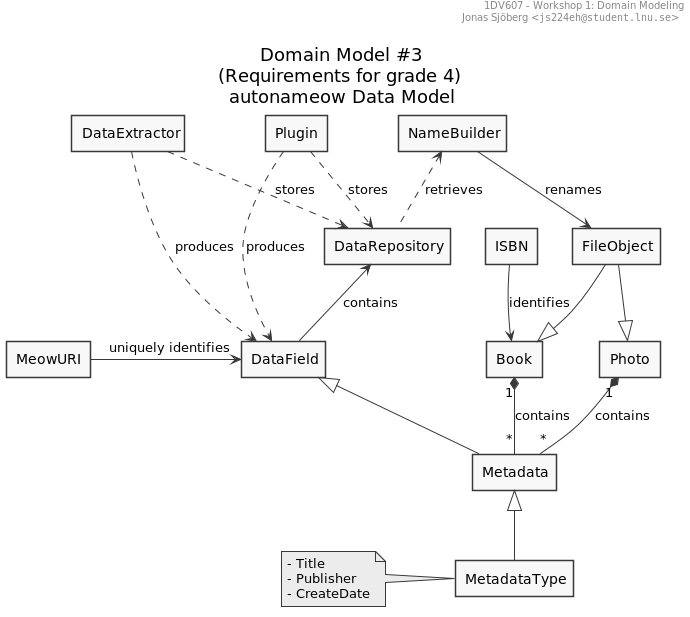 1DV607 - Workshop 1: Domain Modeling
Jonas Sjöberg <js224eh@student.lnu.se>
Domain Model #3
(Requirements for grade 4)
autonameow Data Model
DataExtractor
Plugin
NameBuilder
stores
stores
retrieves
renames
produces
produces
DataRepository
ISBN
FileObject
contains
identifies
uniquely identifies
MeowURI
DataField
Book
Photo
1
1
contains
contains
*
*
Metadata
- Title
- Publisher
- CreateDate
MetadataType